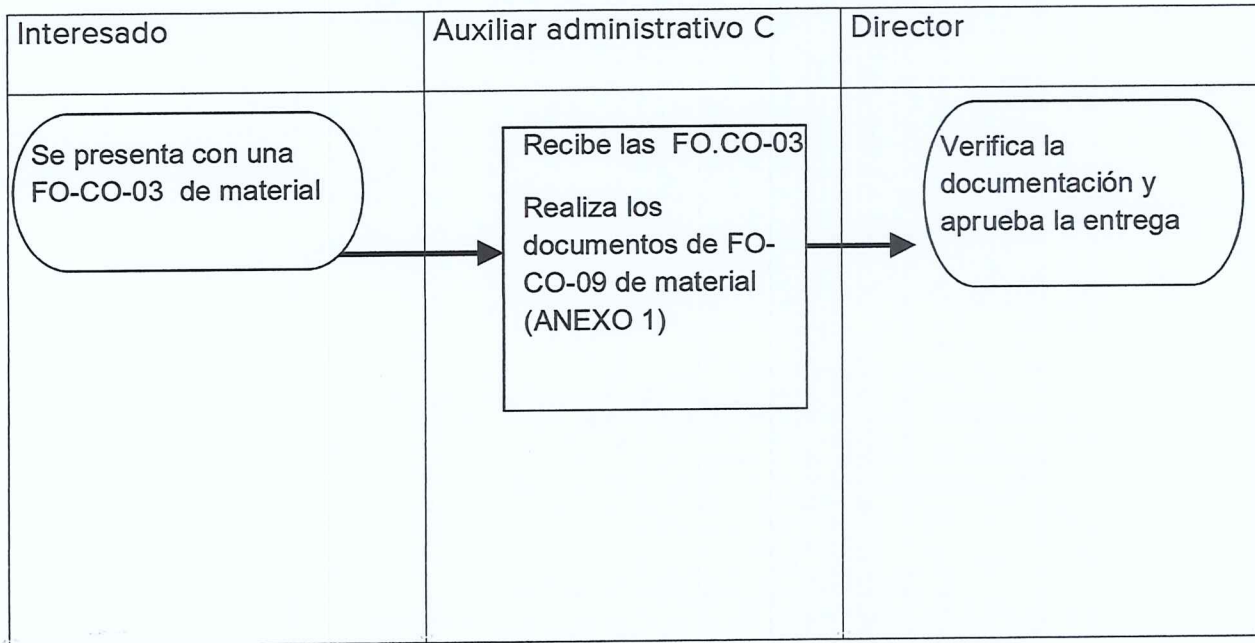 Interesado
Auxiliar administrativo C
Director
Se presenta con una
FO-CO-03 de material
Recibe las FO.CO-03
Realiza los
documentos de FO-
CO-09 de material
(ANEXO 1)
Verifica la
documentación y
aprueba la entrega